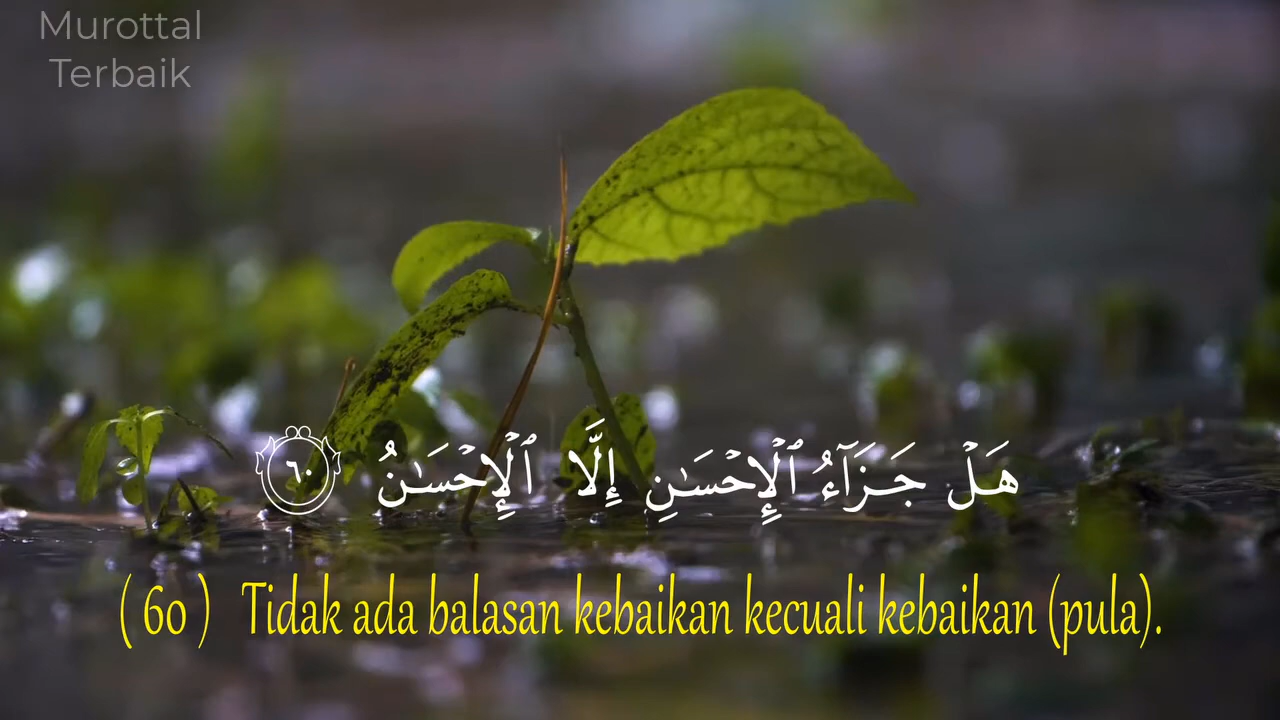 Murottal
Terbaik
هَلْ جَزَآءُ ٱلْإِحْسَـٰنِ إِلَّا ٱلْإِحْسَـٰنُ ٦٠
( 60 ) Tidak ada balasan kebaikan kecuali kebaikan (pula).